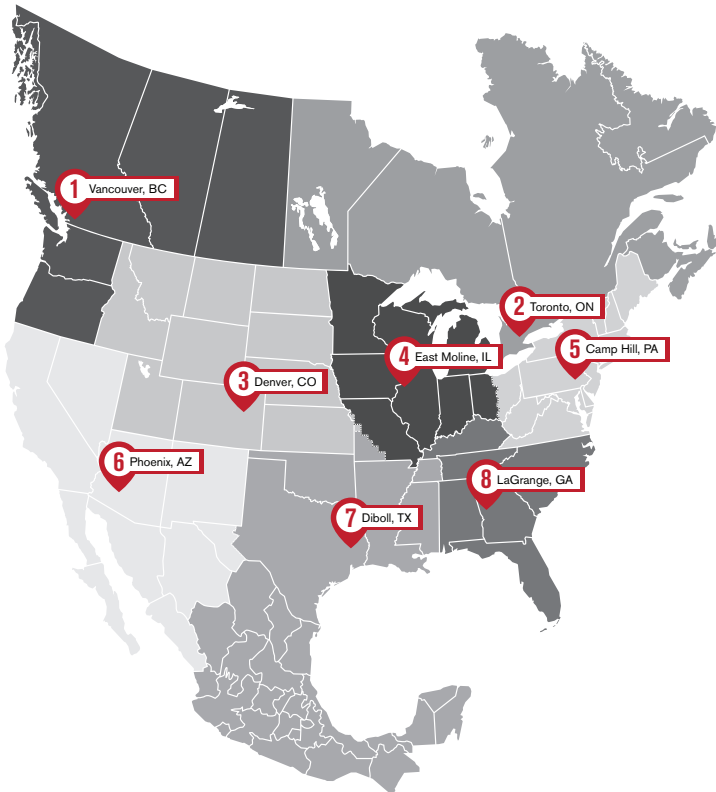 1 Vancouver, BC
2 Toronto, ON
3 Denver, CO
4 East Moline, IL
5 Camp Hill, PA
6 Phoenix, AZ
7 Diboll, TX
8 LaGrange, GA